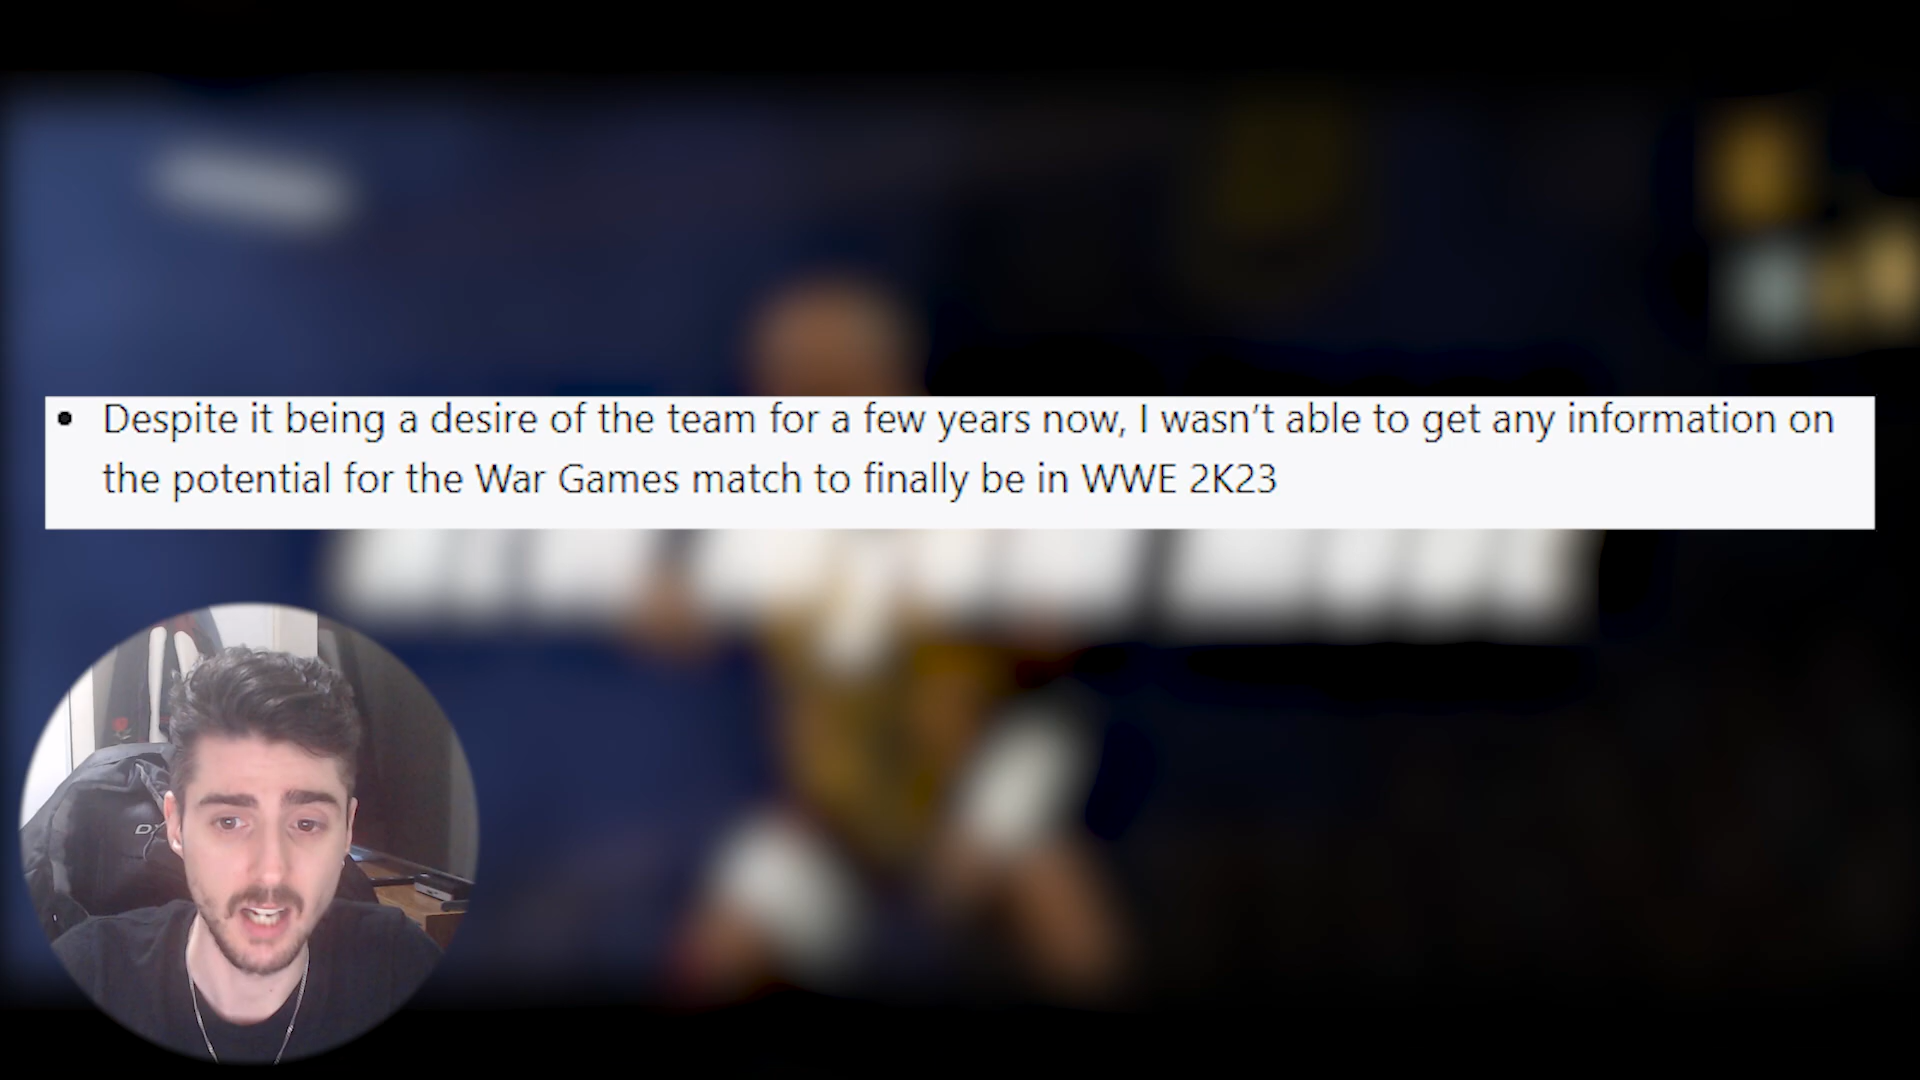 • Despite it being a desire of the team for a few years now, I wasn’t able to get any information on
the potential for the War Games match to finally be in WWE 2K23